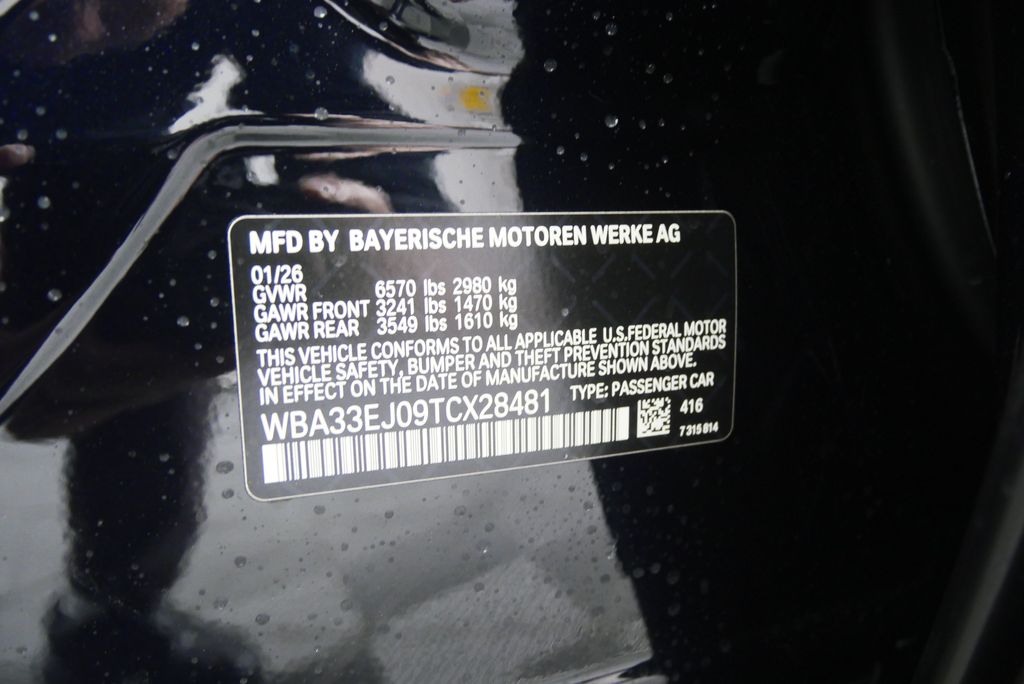 MFD BY BAYERISCHE MOTOREN WERKE AG
01/26
GVWR 6570 lbs 2980 kg
GAWR FRONT 3241 lbs 1470 kg
GAWR REAR 3549 lbs 1610 kg
THIS VEHICLE CONFORMS TO ALL APPLICABLE U.S.FEDERAL MOTOR
VEHICLE SAFETY, BUMPER AND THEFT PREVENTION STANDARDS
IN EFFECT ON THE DATE OF MANUFACTURE SHOWN ABOVE.
TYPE: PASSENGER CAR
WBA33EJ09TCX28481
416
7 315 814